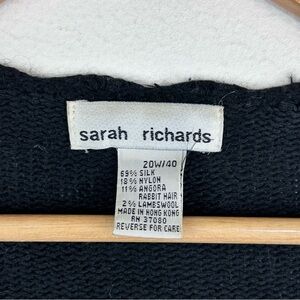 sarah richards
20W/40
69% SILK
18% NYLON
11% ANGORA
RABBIT HAIR
2% LAMBSWOOL
MADE IN HONG KONG
RN 37080
REVERSE FOR CARE